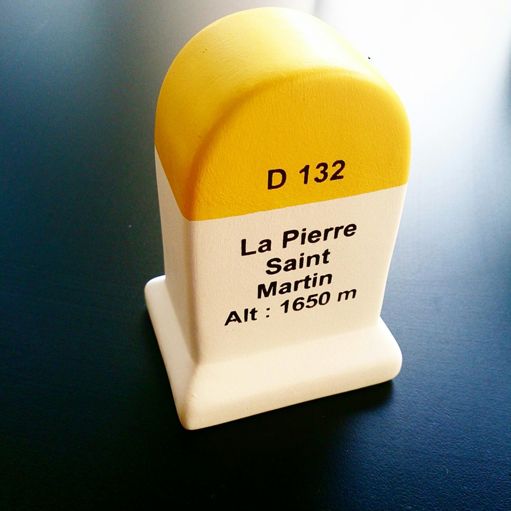 D 132
La Pierre
Saint
Martin
Alt : 1650 m